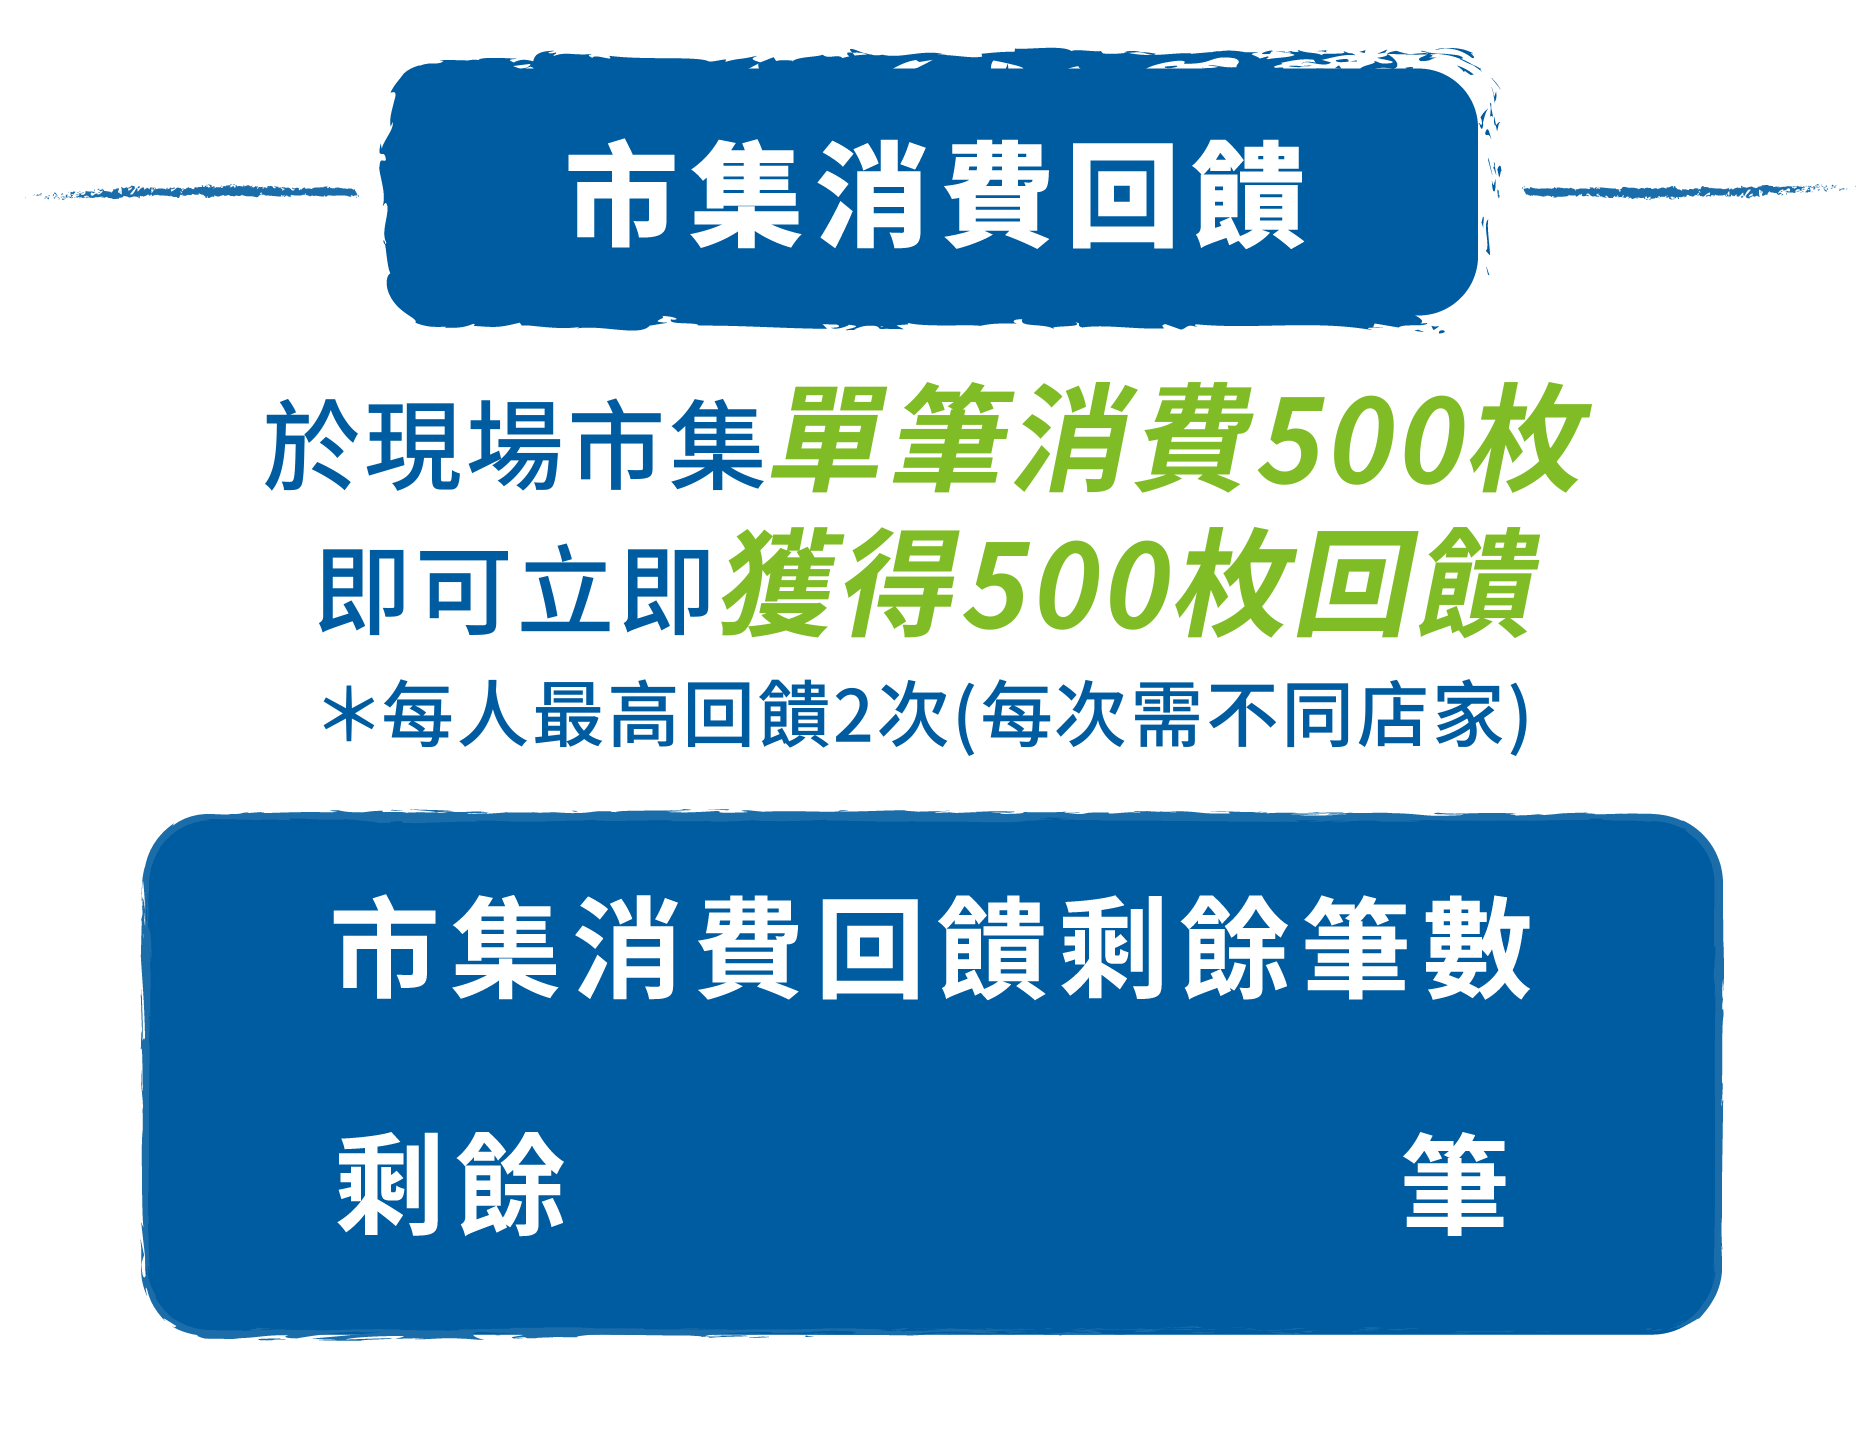 市集消費回饋
於現場市集單筆消費500枚
即可立即獲得500枚回饋
＊每人最高回饋2次(每次需不同店家)
市集消費回饋剩餘筆數
剩餘 筆